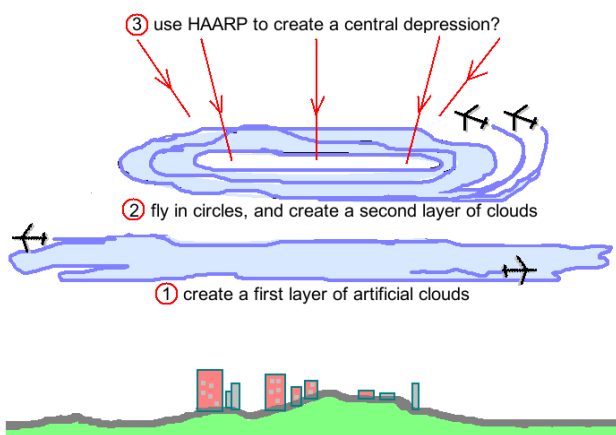 ③ use HAARP to create a central depression?
② fly in circles, and create a second layer of clouds
① create a first layer of artificial clouds